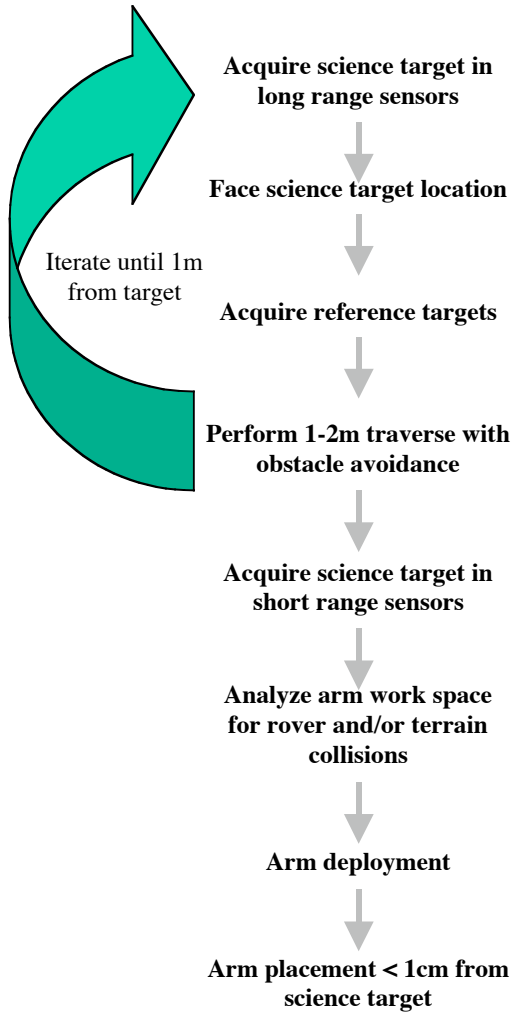 Acquire science target in
long range sensors
Face science target location
Iterate until 1m
from target
Acquire reference targets
Perform 1-2m traverse with
obstacle avoidance
Acquire science target in
short range sensors
Analyze arm work space
for rover and/or terrain
collisions
Arm deployment
Arm placement < 1cm from
science target